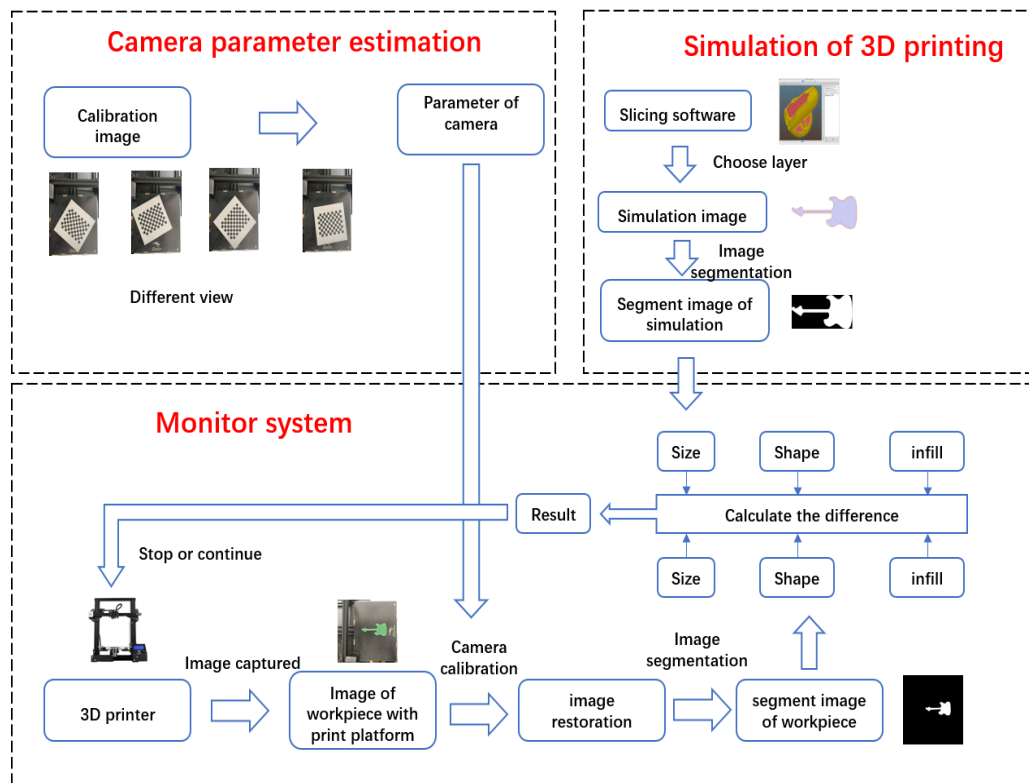 Camera parameter estimation
Calibration
image
Parameter of
camera
Different view
Simulation of 3D printing
Slicing software
Choose layer
Simulation image
Image
segmentation
Segment image of
simulation
Monitor system
Size
Shape
infill
Result
Calculate the difference
Stop or continue
Size
Shape
infill
Image captured
Camera
calibration
Image
segmentation
3D printer
Image of
workpiece with
print platform
image
restoration
segment image
of workpiece